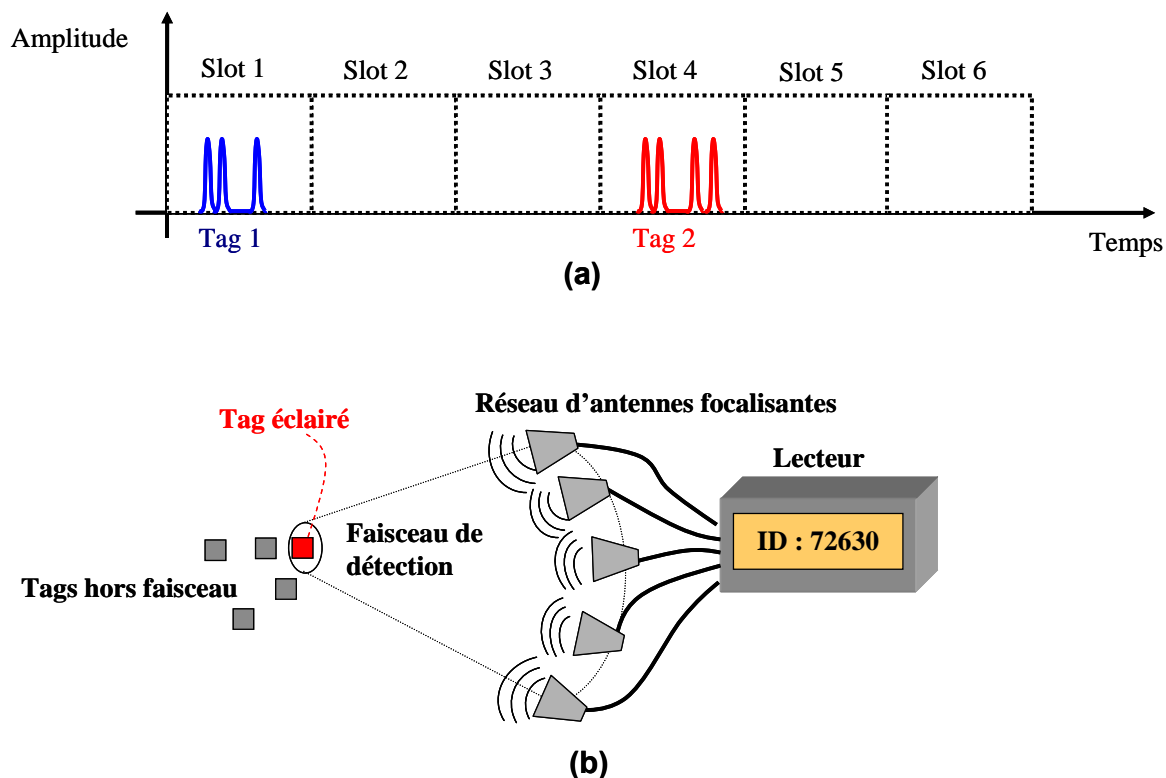 Amplitude
Slot 1 Slot 2 Slot 3 Slot 4 Slot 5 Slot 6
Tag 1 Tag 2
Temps
(a)
Réseau d'antennes focalisantes
Tag éclairé
Lecteur
Faisceau de
détection
ID : 72630
Tags hors faisceau
(b)